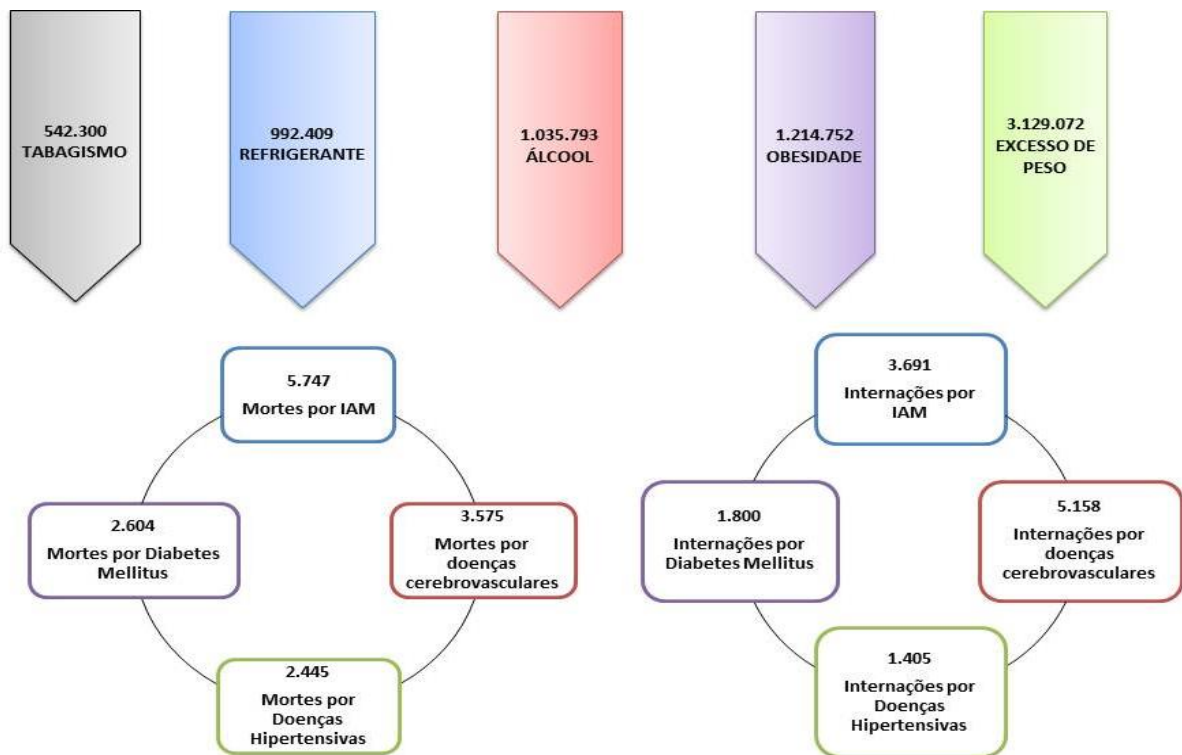 542.300
TABAGISMO
992.409
REFRIGERANTE
1.035.793
ÁLCOOL
1.214.752
OBESIDADE
3.129.072
EXCESSO DE
PESO
5.747
Mortes por IAM
2.604
Mortes por Diabetes
Mellitus
3.575
Mortes por
doenças
cerebrovasculares
2.445
Mortes por
Doenças
Hipertensivas
3.691
Internações por
IAM
1.800
Internações por
Diabetes Mellitus
5.158
Internações por
doenças
cerebrovasculares
1.405
Internações por
Doenças
Hipertensivas